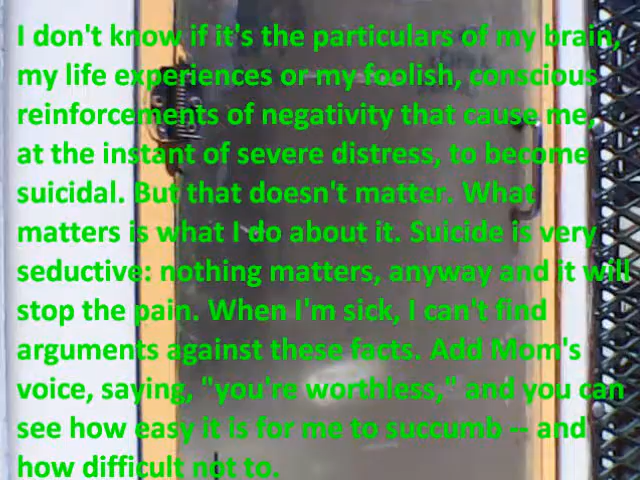 I don't know if it's the particulars of my brain,
my life experiences or my foolish, conscious
reinforcements of negativity that cause me,
at the instant of severe distress, to become
suicidal. But that doesn't matter. What
matters is what I do about it. Suicide is very
seductive: nothing matters, anyway and it will
stop the pain. When I'm sick, I can't find
arguments against these facts. Add Mom's
voice, saying, "you're worthless," and you can
see how easy it is for me to succumb -- and
how difficult not to.